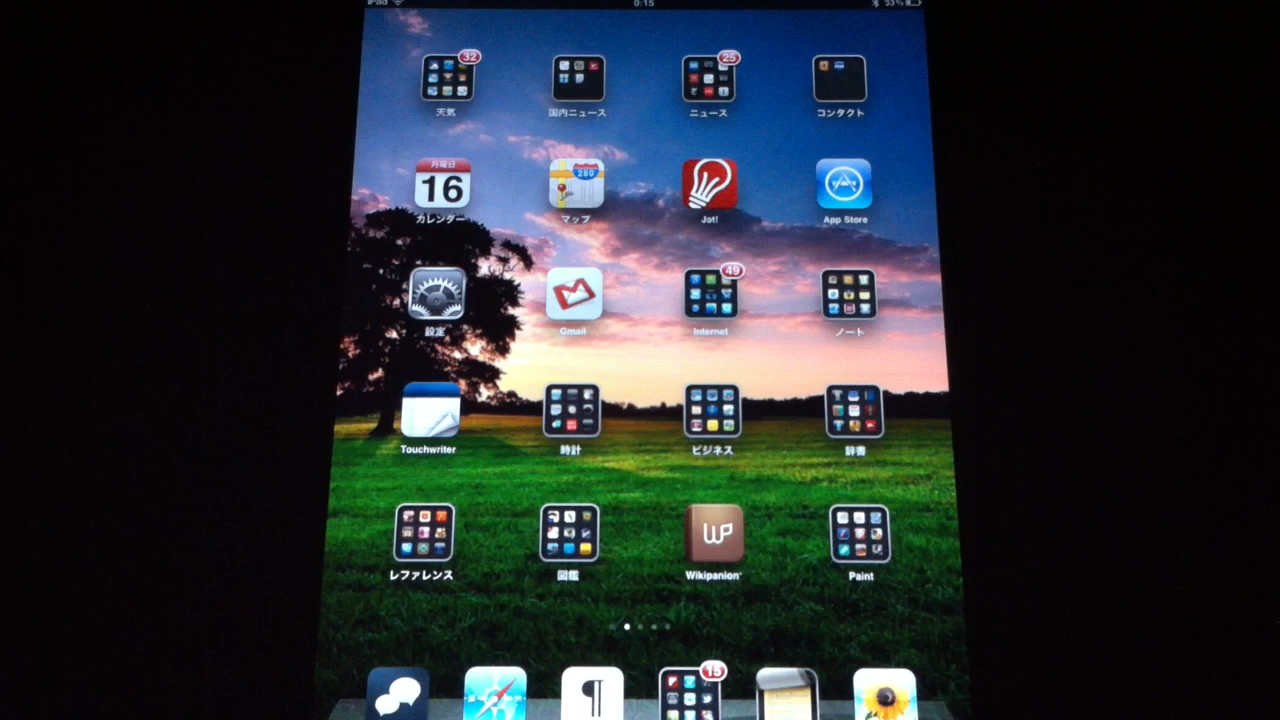 iPad 0:15 33%
32 25
天気 国内ニュース ニュース コンタクト
月曜日 280
16
カレンダー マップ Jot! App Store
49
設定 Gmail Internet ノート
Touchwriter 時計 ビジネス 辞書
WP
レファレンス 図鑑 Wikipanion+ Paint
15